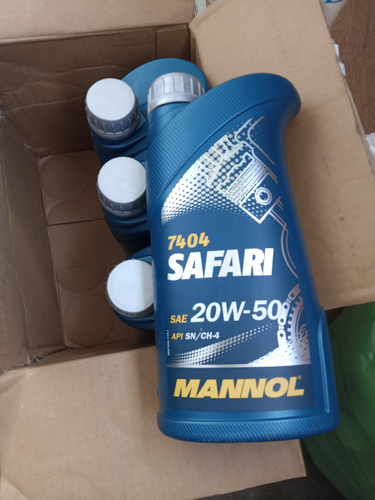 7404
SAFARI
SAE 20W-50
API SN/CH-4
MANNOL